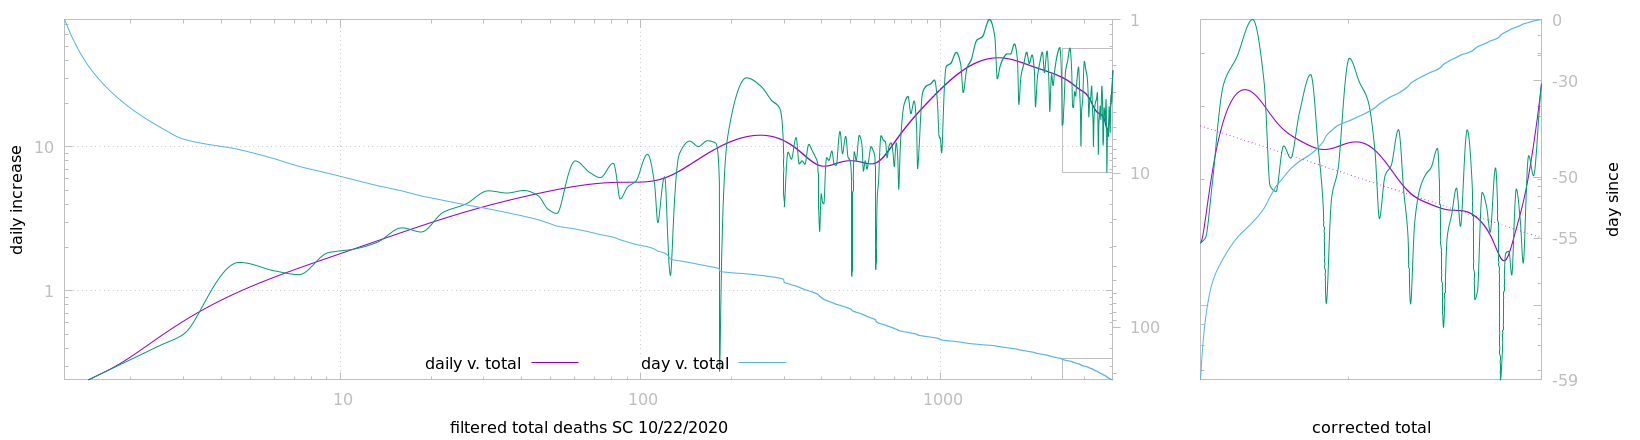 daily increase
10
1
1
10
100
daily v. total
day v. total
10
100
1000
filtered total deaths SC 10/22/2020
0
-30
-50
-55
-59
day since
corrected total